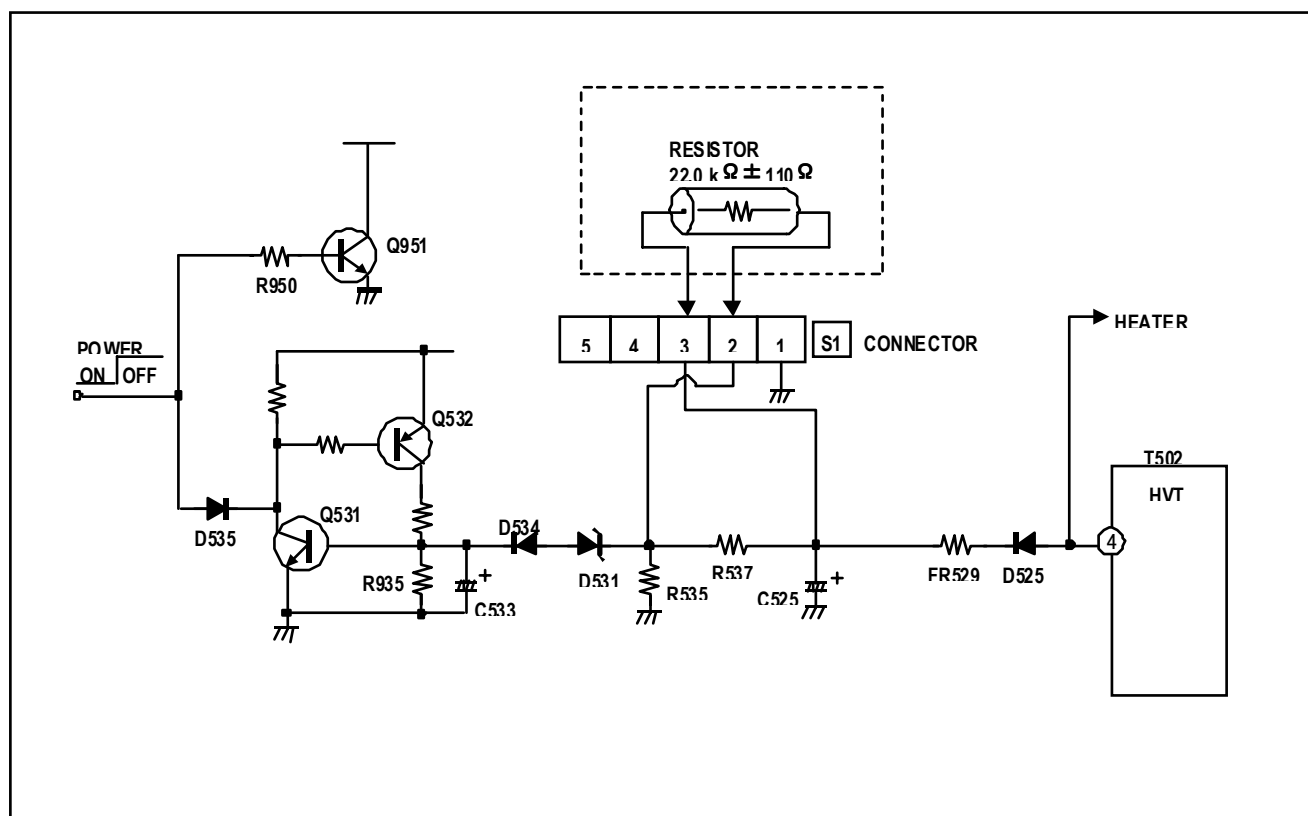 RESISTOR
22.0 k Ω ± 110 Ω
Q951
R950
5 4 3 2 1 S1 CONNECTOR
HEATER
POWER
ON OFF
Q532
T502
HVT
Q531
D534
4
D535
D531
R537
FR529 D525
R935
C533
R535
C525